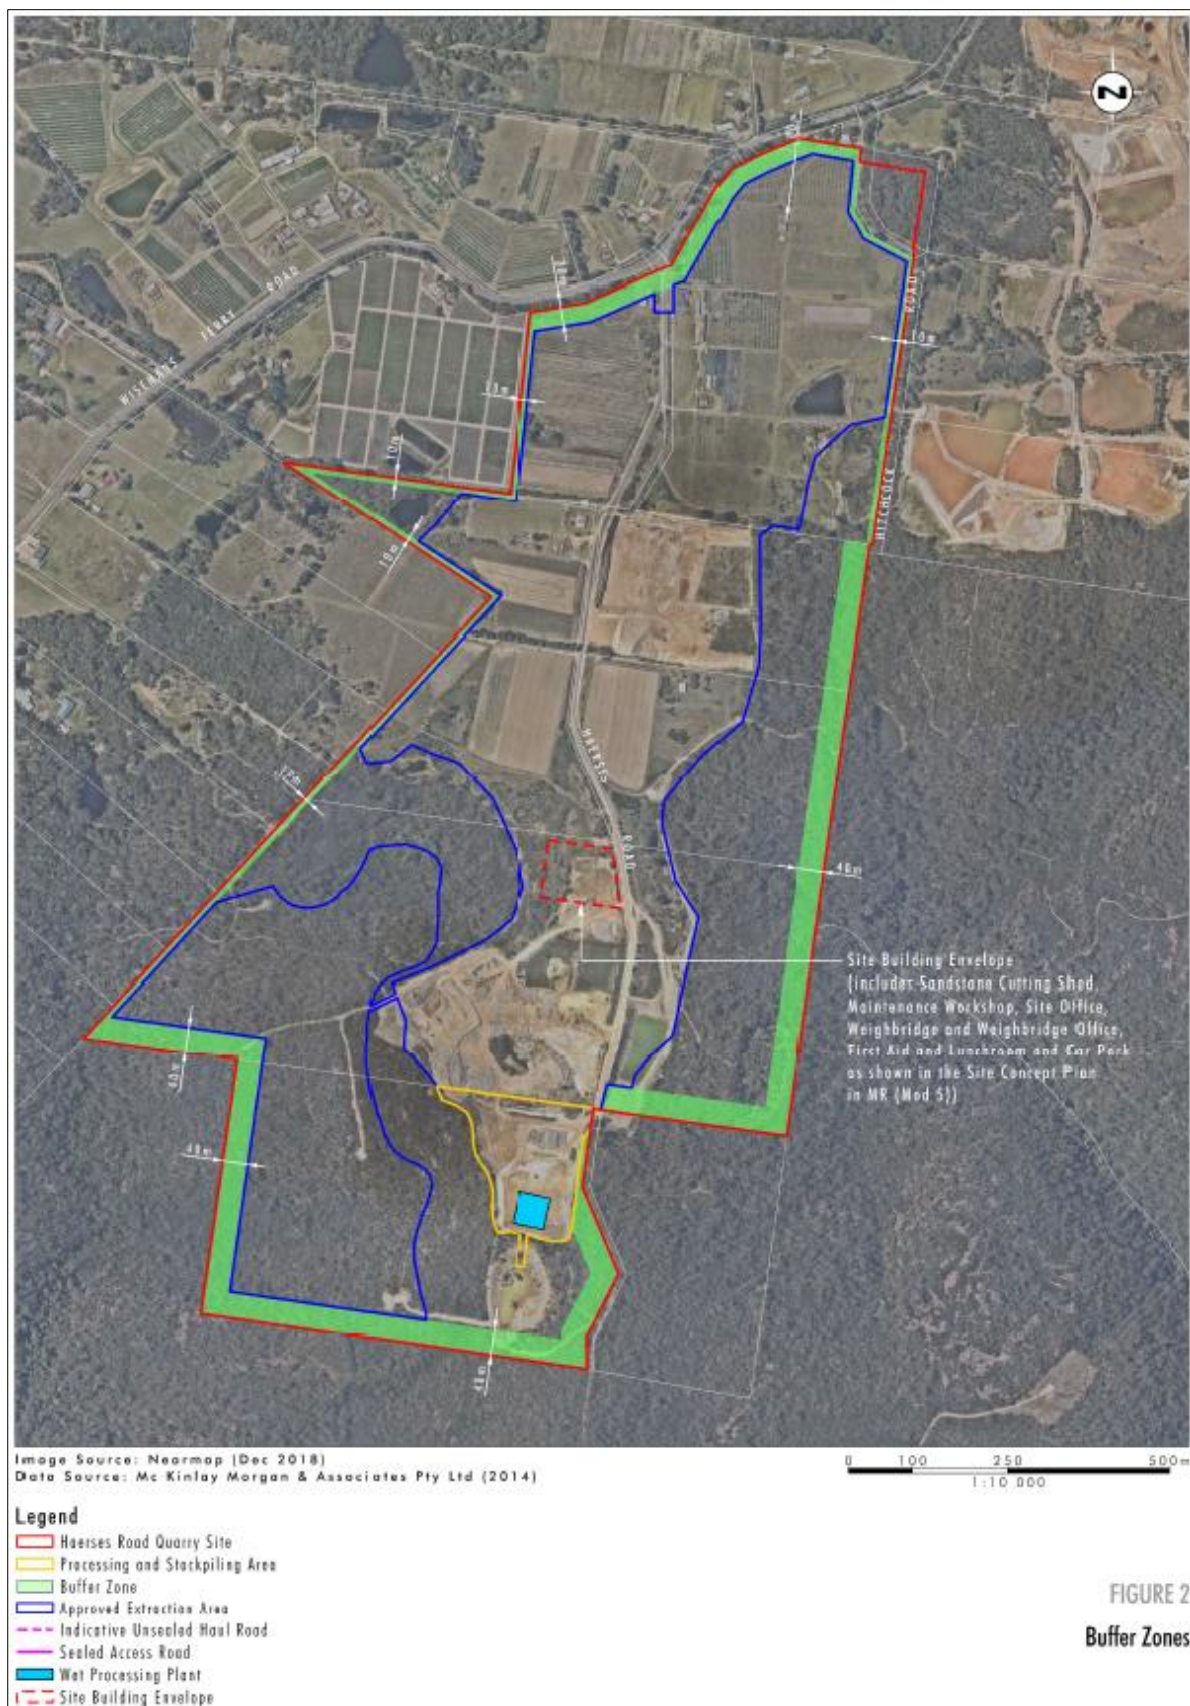 N
30m
WISEMANS FERRY ROAD
10m
10m
10m
10m
10m
HITCHCOCK ROAD
HAERSES ROAD
40m
40m
40m
40m
Site Building Envelope
(includes Sandstone Cutting Shed,
Maintenance Workshop, Site Office,
Weighbridge and Weighbridge Office,
First Aid and Lunchroom and Car Park
as shown in the Site Concept Plan
in MR (Mod 5))
Image Source: Nearmap (Dec 2018)
Data Source: Mc Kinlay Morgan & Associates Pty Ltd (2014)
0 100 250 500m
1:10 000
Legend
Haerses Road Quarry Site
Processing and Stockpiling Area
Buffer Zone
Approved Extraction Area
Indicative Unsealed Haul Road
Sealed Access Road
Wet Processing Plant
Site Building Envelope
FIGURE 2
Buffer Zones